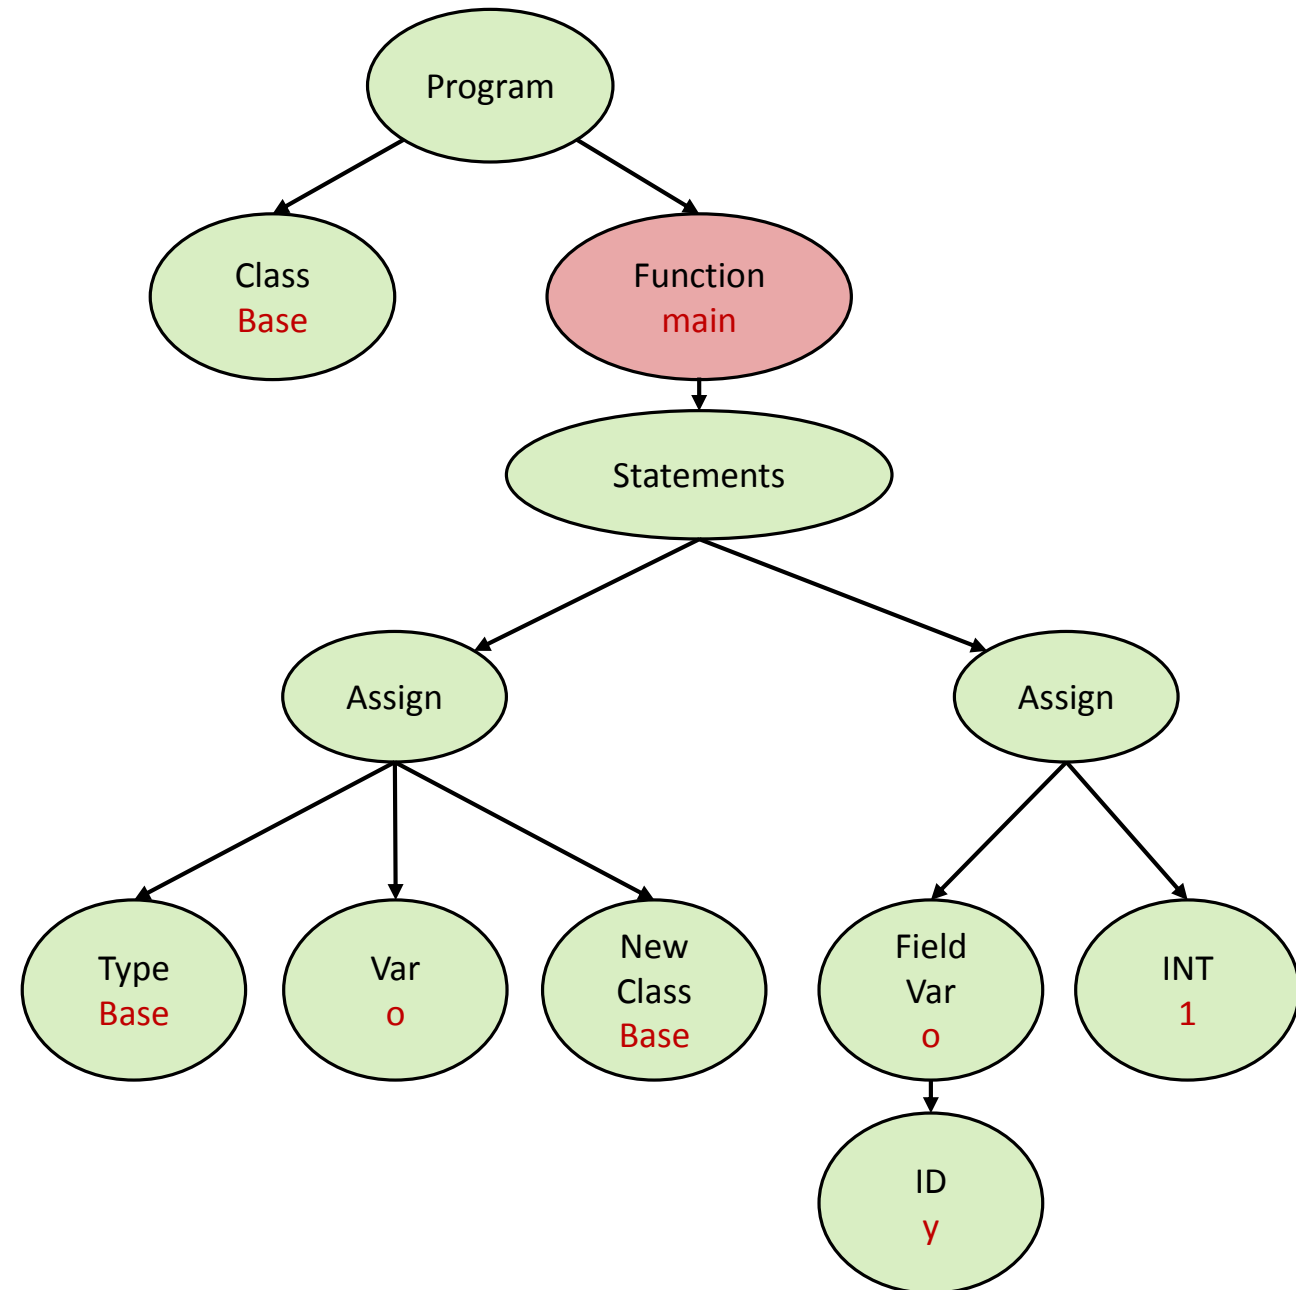 Program
Class
Base
Function
main
Statements
Assign
Assign
Type
Base
Var
o
New
Class
Base
Field
Var
o
INT
1
ID
y